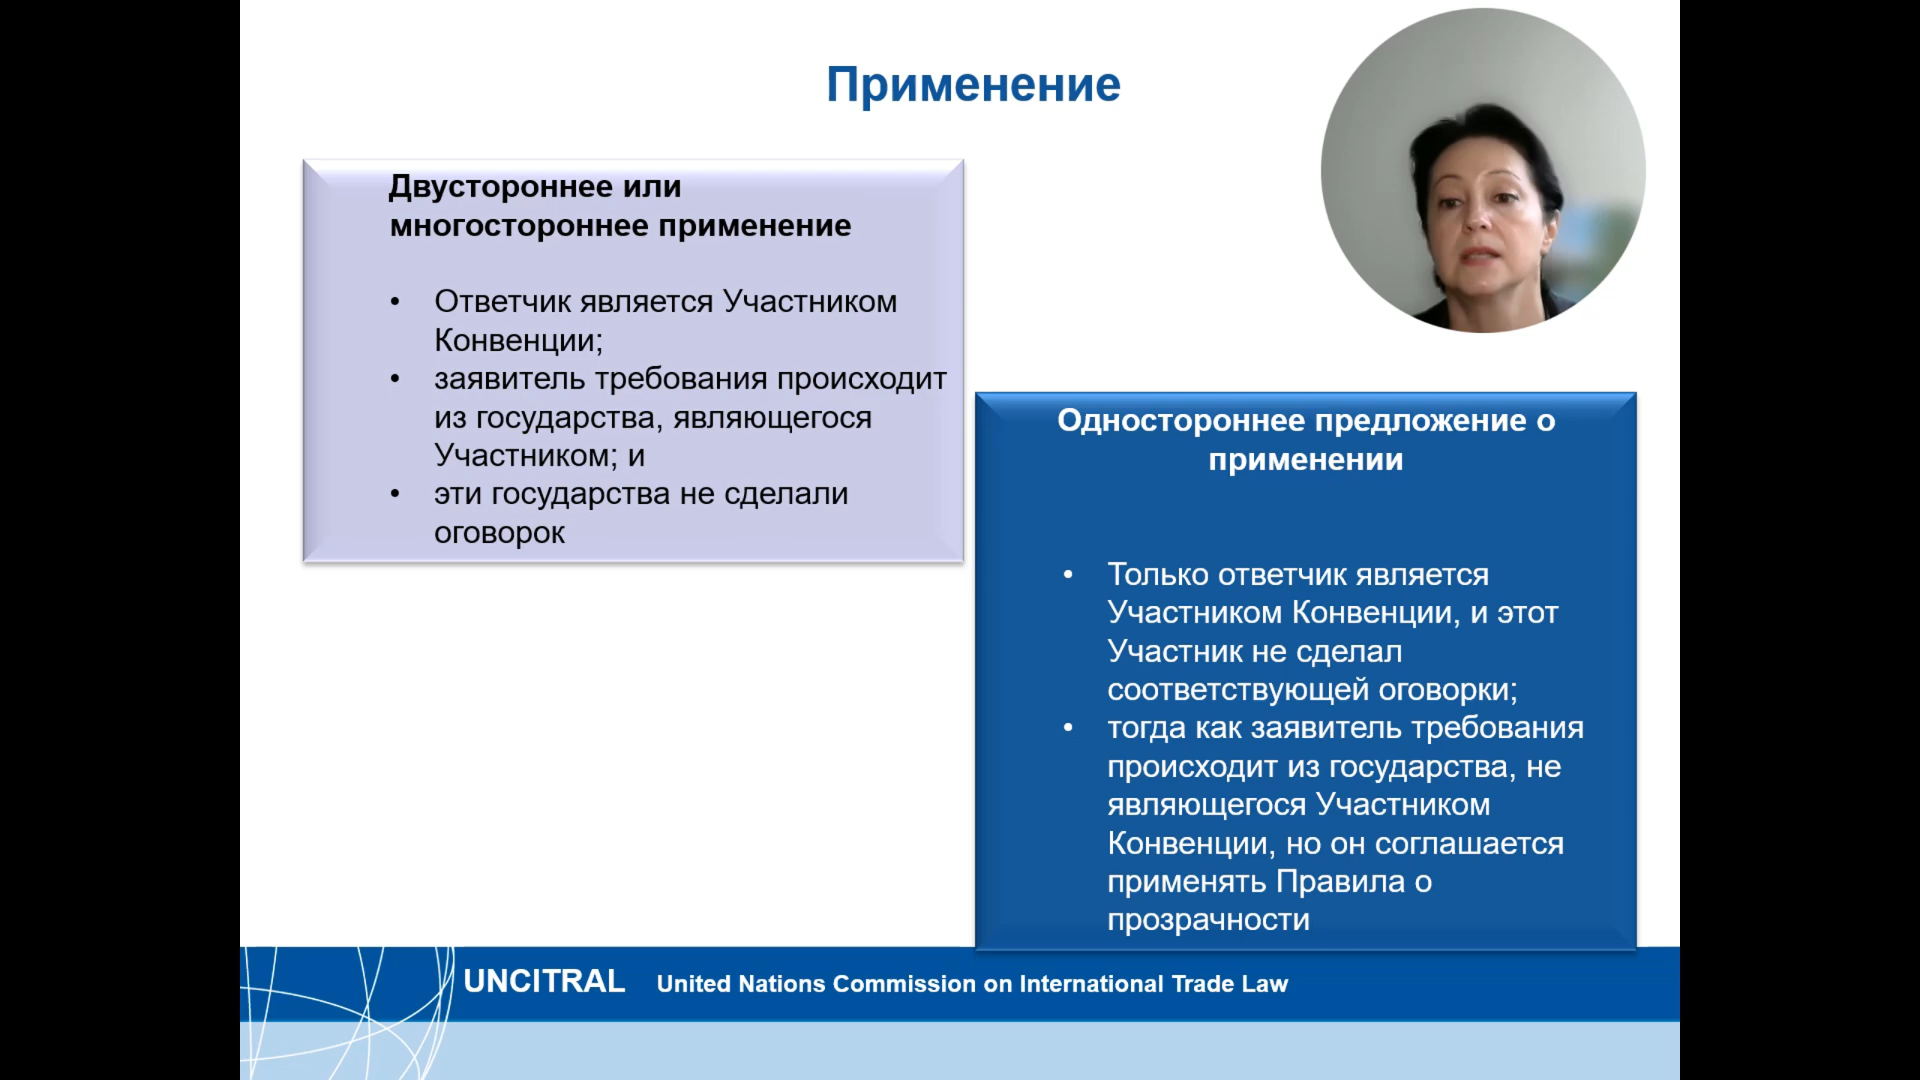 Применение
Двустороннее или
многостороннее применение
• Ответчик является Участником
Конвенции;
• заявитель требования происходит
из государства, являющегося
Участником; и
• эти государства не сделали
оговорок
Одностороннее предложение о
применении
• Только ответчик является
Участником Конвенции, и этот
Участник не сделал
соответствующей оговорки;
• тогда как заявитель требования
происходит из государства, не
являющегося Участником
Конвенции, но он соглашается
применять Правила о
прозрачности
UNCITRAL United Nations Commission on International Trade Law